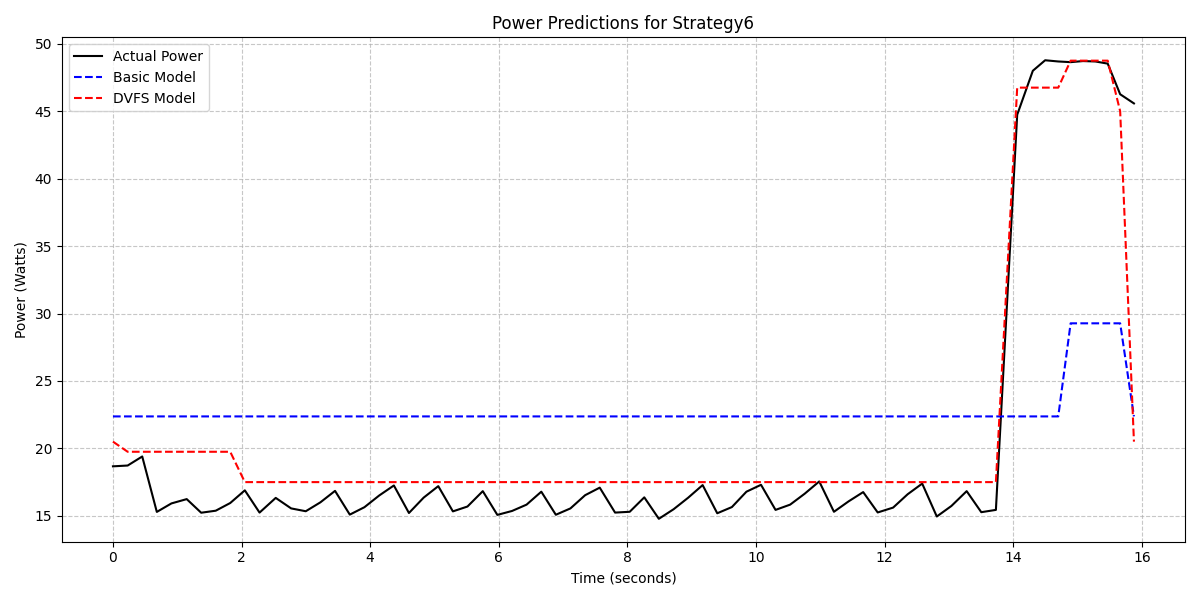 Power Predictions for Strategy6
Actual Power
Basic Model
DVFS Model
Power (Watts)
50
45
40
35
30
25
20
15
0 2 4 6 8 10 12 14 16
Time (seconds)